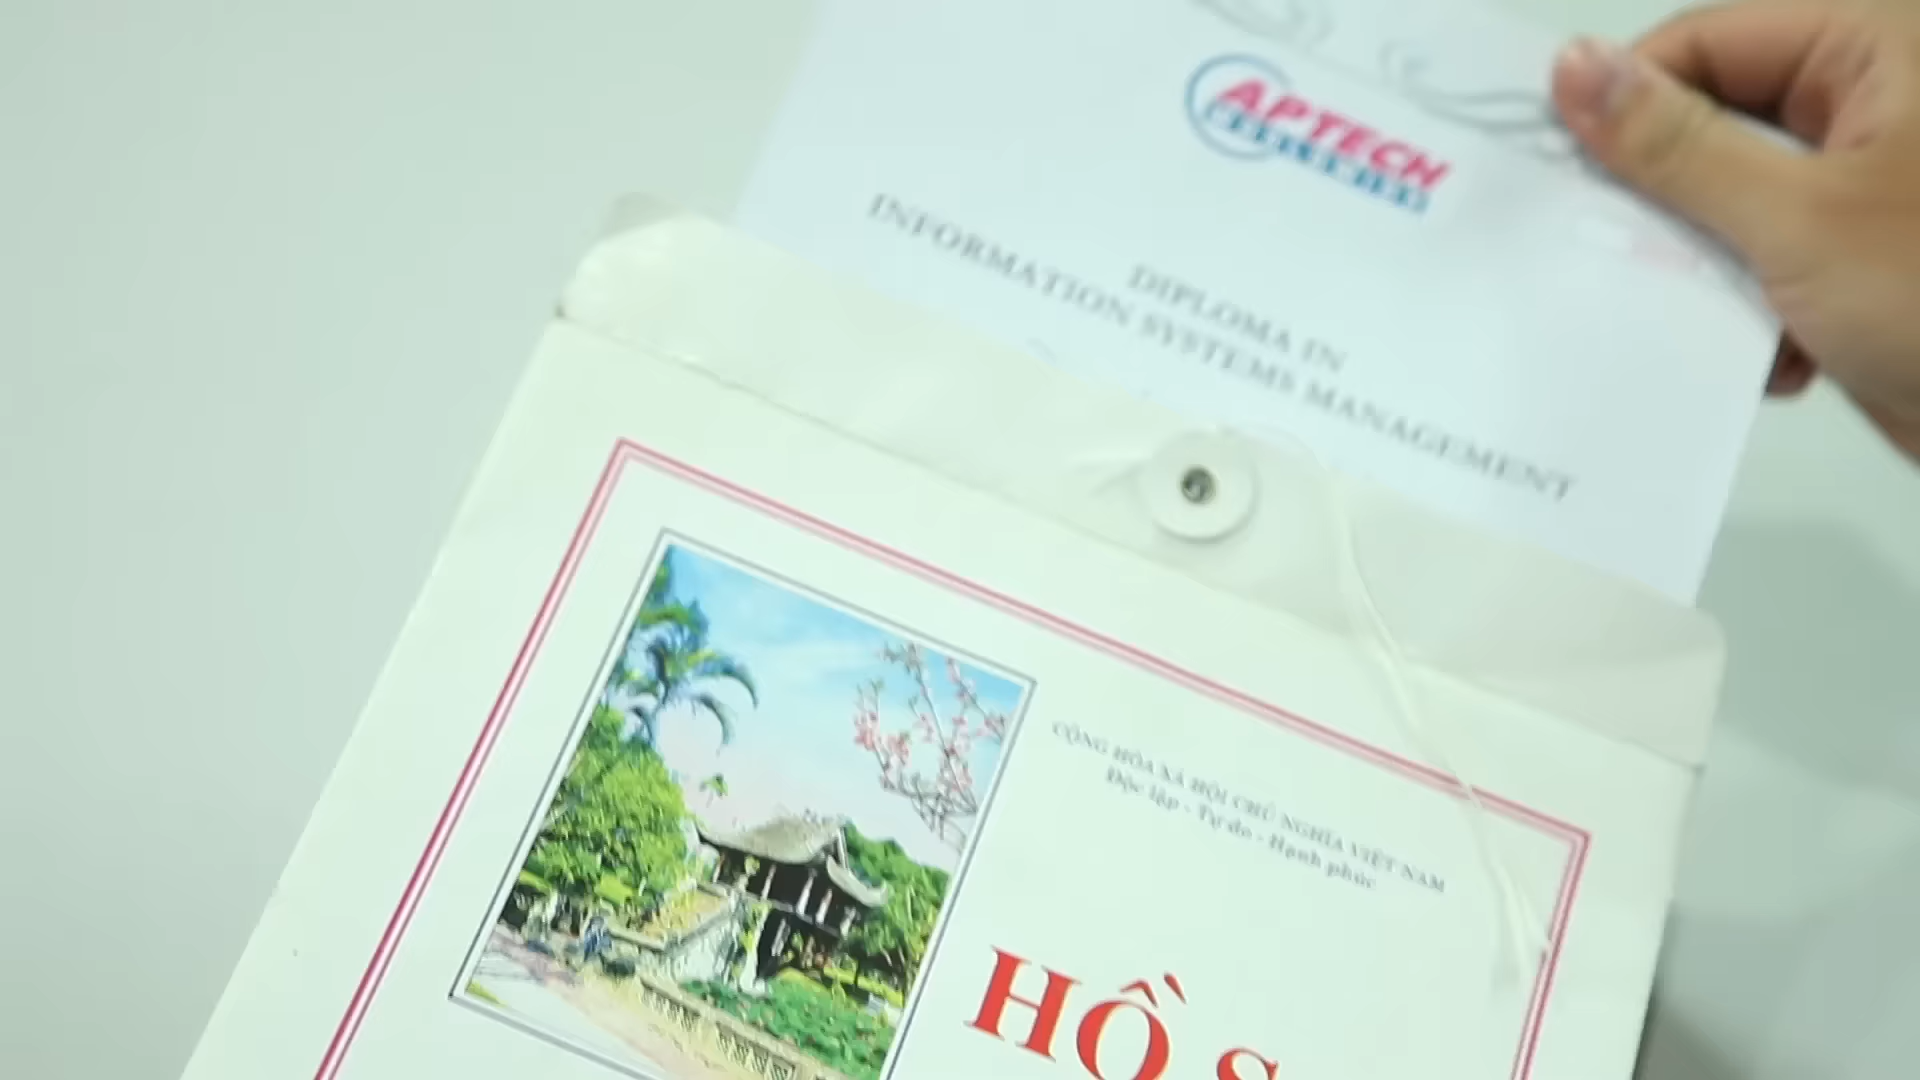 APTECH
DIPLOMA IN
INFORMATION SYSTEMS MANAGEMENT
CỘNG HÒA XÃ HỘI CHỦ NGHĨA VIỆT NAM
Độc lập - Tự do - Hạnh phúc
HỒ S